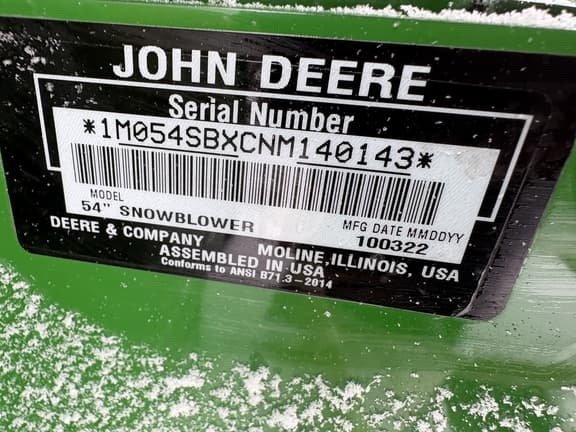 JOHN DEERE
Serial Number
*1M054SBXCNM140143*
MODEL
54" SNOWBLOWER
MFG DATE MMDDYY
100322
DEERE & COMPANY MOLINE, ILLINOIS, USA
ASSEMBLED IN USA
Conforms to ANSI B71.3-2014